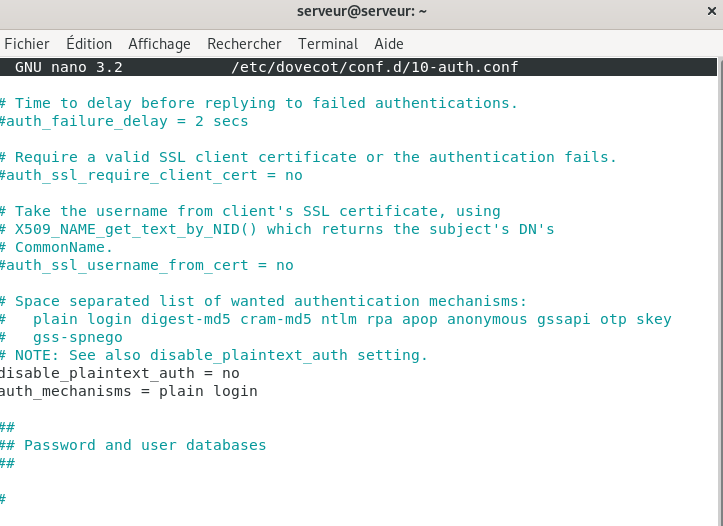 serveur@serveur: ~
Fichier Édition Affichage Rechercher Terminal Aide
GNU nano 3.2 /etc/dovecot/conf.d/10-auth.conf
# Time to delay before replying to failed authentications.
#auth_failure_delay = 2 secs
# Require a valid SSL client certificate or the authentication fails.
#auth_ssl_require_client_cert = no
# Take the username from client's SSL certificate, using
# X509_NAME_get_text_by_NID() which returns the subject's DN's
# CommonName.
#auth_ssl_username_from_cert = no
# Space separated list of wanted authentication mechanisms:
#   plain login digest-md5 cram-md5 ntlm rpa apop anonymous gssapi otp skey
#   gss-spnego
# NOTE: See also disable_plaintext_auth setting.
disable_plaintext_auth = no
auth_mechanisms = plain login
##
## Password and user databases
##
#